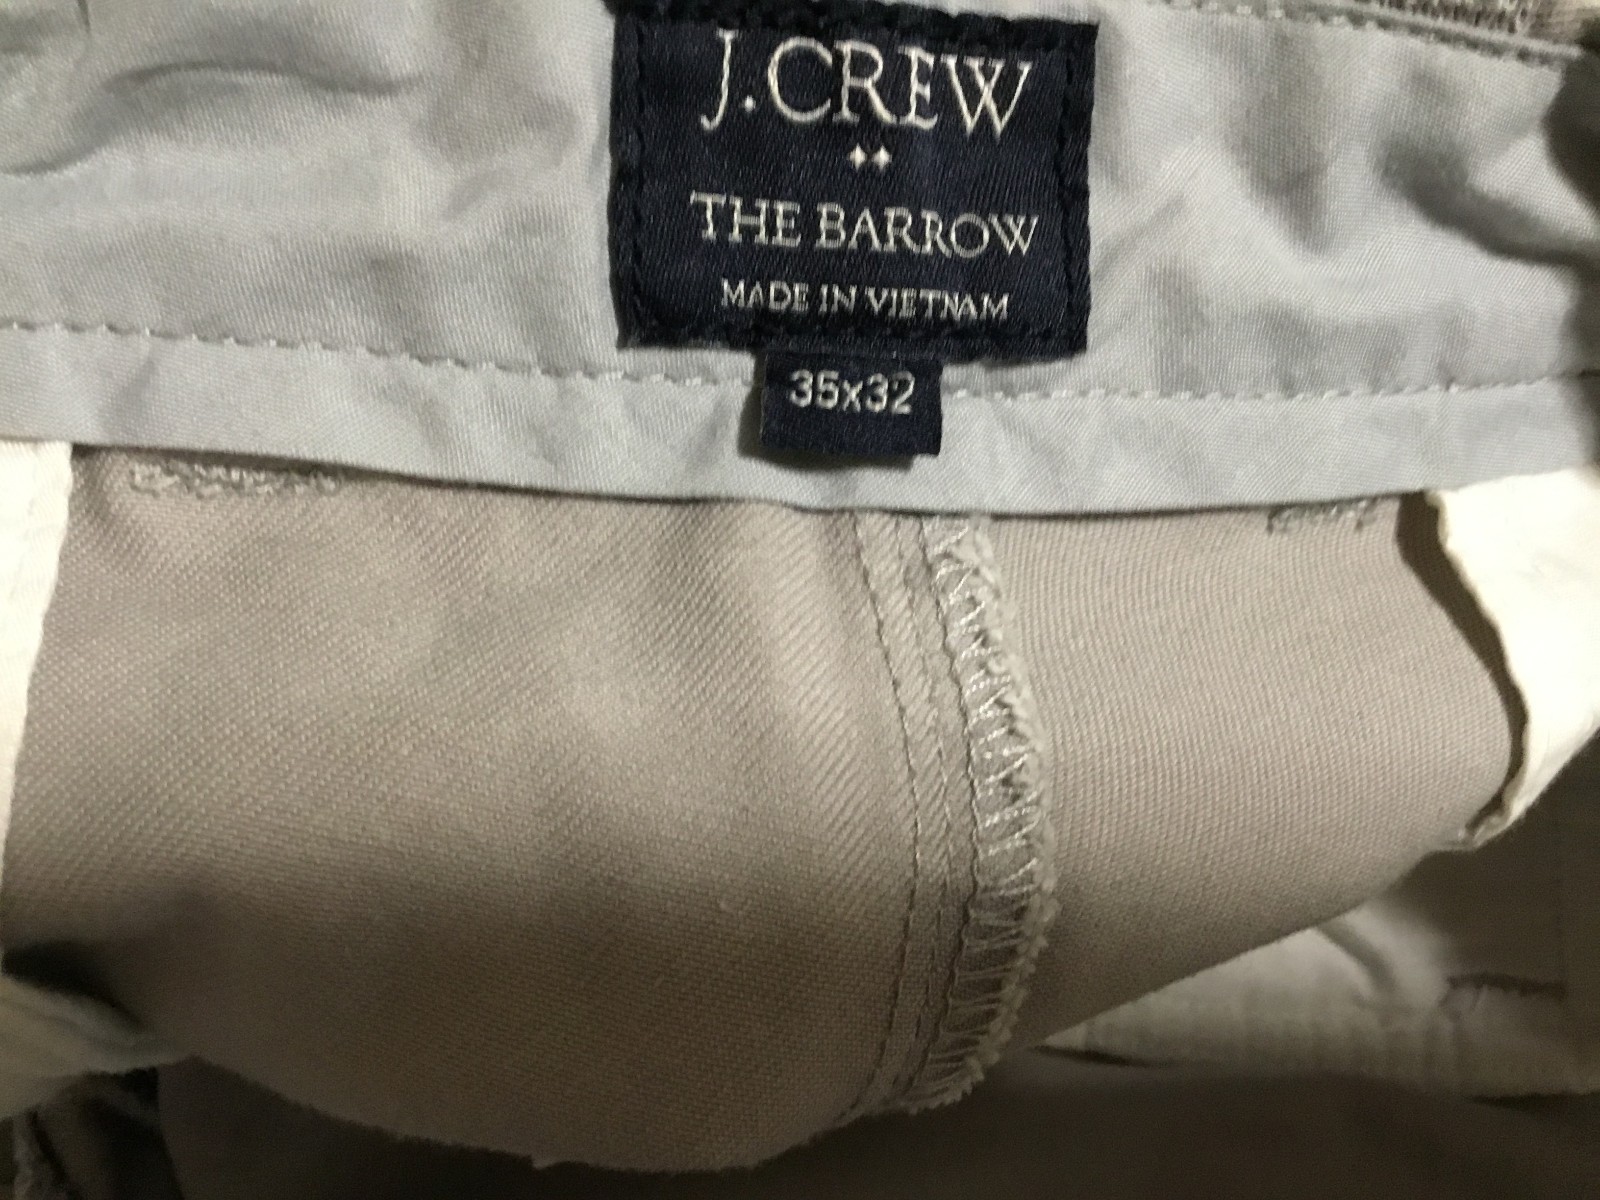 J.CREW
THE BARROW
MADE IN VIETNAM
35x32